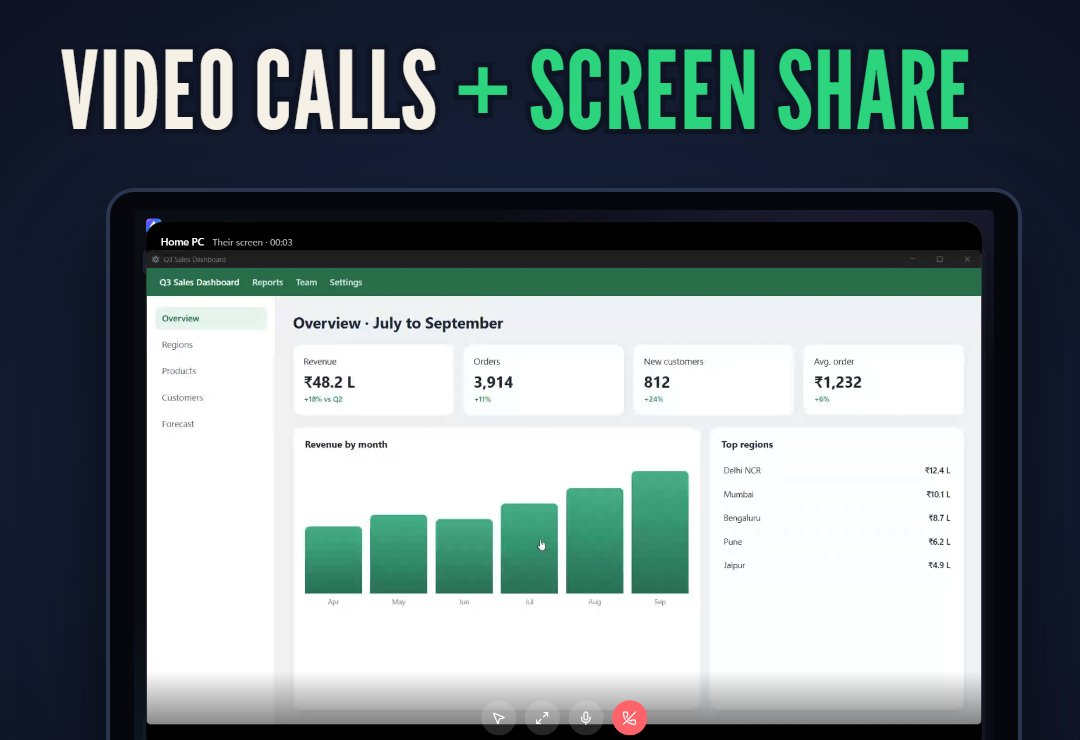 VIDEO CALLS + SCREEN SHARE
Home PC Their screen · 00:03
Q3 Sales Dashboard
Q3 Sales Dashboard Reports Team Settings
Overview
Regions
Products
Customers
Forecast
Overview · July to September
Revenue
₹48.2 L
+18% vs Q2
Orders
3,914
+11%
New customers
812
+24%
Avg. order
₹1,232
+6%
Revenue by month
Apr May Jun Jul Aug Sep
Top regions
Delhi NCR ₹12.4 L
Mumbai ₹10.1 L
Bengaluru ₹8.7 L
Pune ₹6.2 L
Jaipur ₹4.9 L